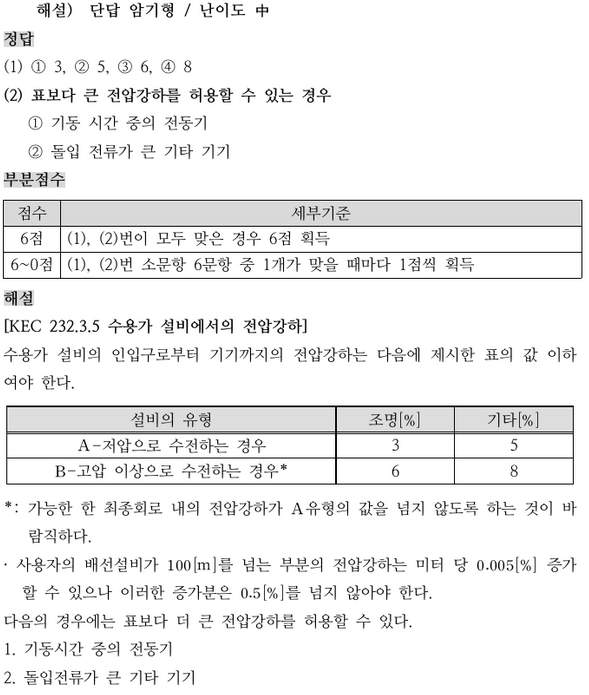 해설) 단답 암기형 / 난이도 中
정답
(1) ① 3, ② 5, ③ 6, ④ 8
(2) 표보다 큰 전압강하를 허용할 수 있는 경우
① 기동 시간 중의 전동기
② 돌입 전류가 큰 기타 기기
부분점수
점수 세부기준
6점 (1), (2)번이 모두 맞은 경우 6점 획득
6~0점 (1), (2)번 소문항 6문항 중 1개가 맞을 때마다 1점씩 획득
해설
[KEC 232.3.5 수용가 설비에서의 전압강하]
수용가 설비의 인입구로부터 기기까지의 전압강하는 다음에 제시한 표의 값 이하
여야 한다.
설비의 유형 조명[%] 기타[%]
A-저압으로 수전하는 경우 3 5
B-고압 이상으로 수전하는 경우* 6 8
*: 가능한 한 최종회로 내의 전압강하가 A유형의 값을 넘지 않도록 하는 것이 바
람직하다.
· 사용자의 배선설비가 100[m]를 넘는 부분의 전압강하는 미터 당 0.005[%] 증가
할 수 있으나 이러한 증가분은 0.5[%]를 넘지 않아야 한다.
다음의 경우에는 표보다 더 큰 전압강하를 허용할 수 있다.
1. 기동시간 중의 전동기
2. 돌입전류가 큰 기타 기기